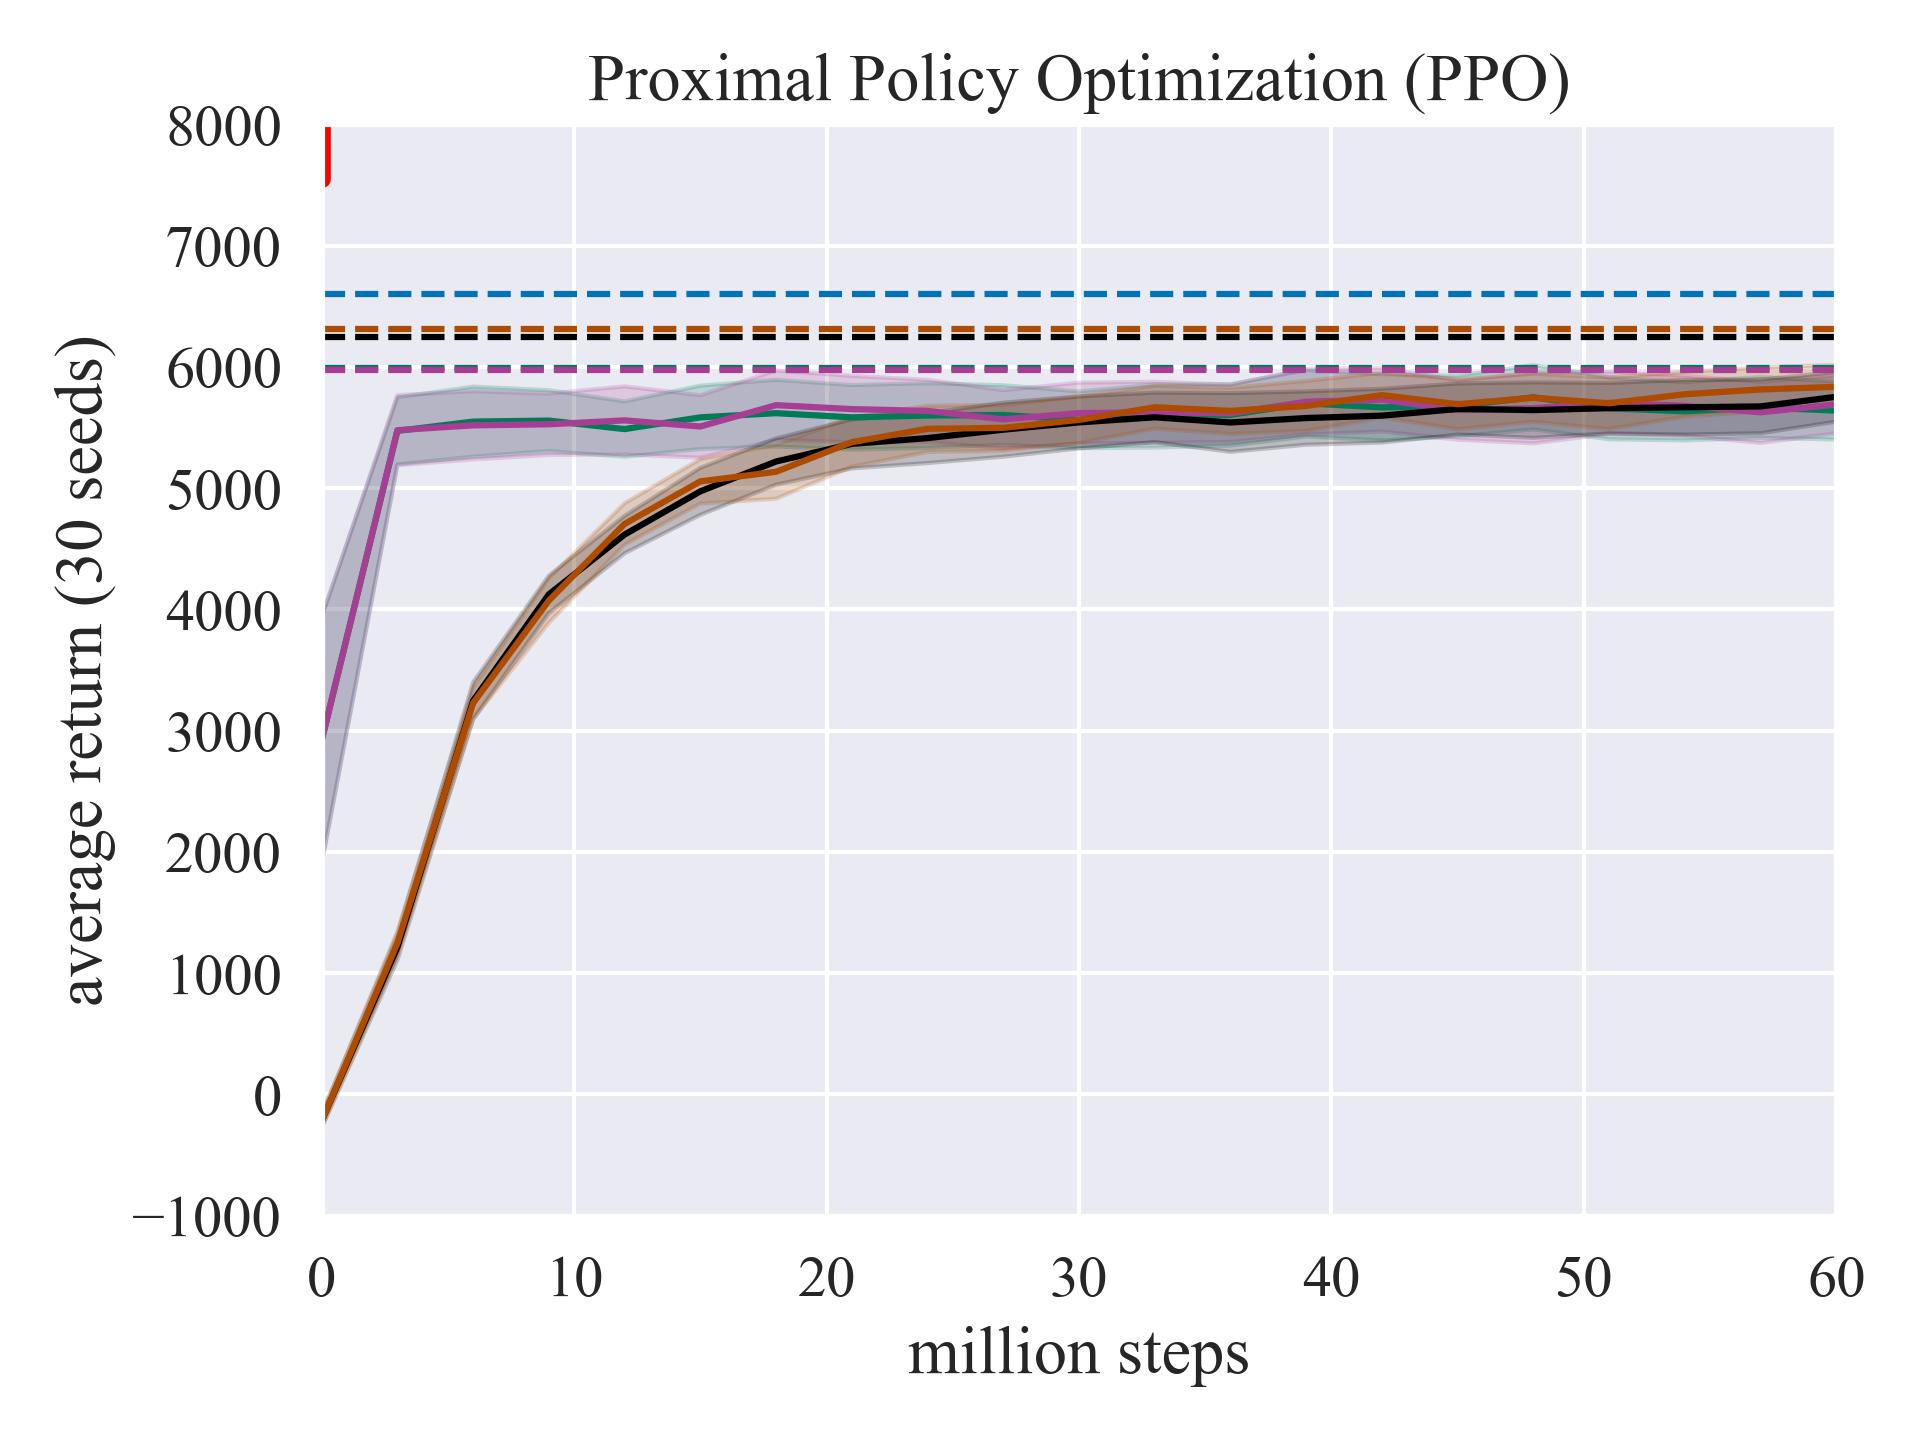 Proximal Policy Optimization (PPO)
8000
7000
6000
5000
4000
3000
2000
1000
0
−1000
average return (30 seeds)
0 10 20 30 40 50 60
million steps